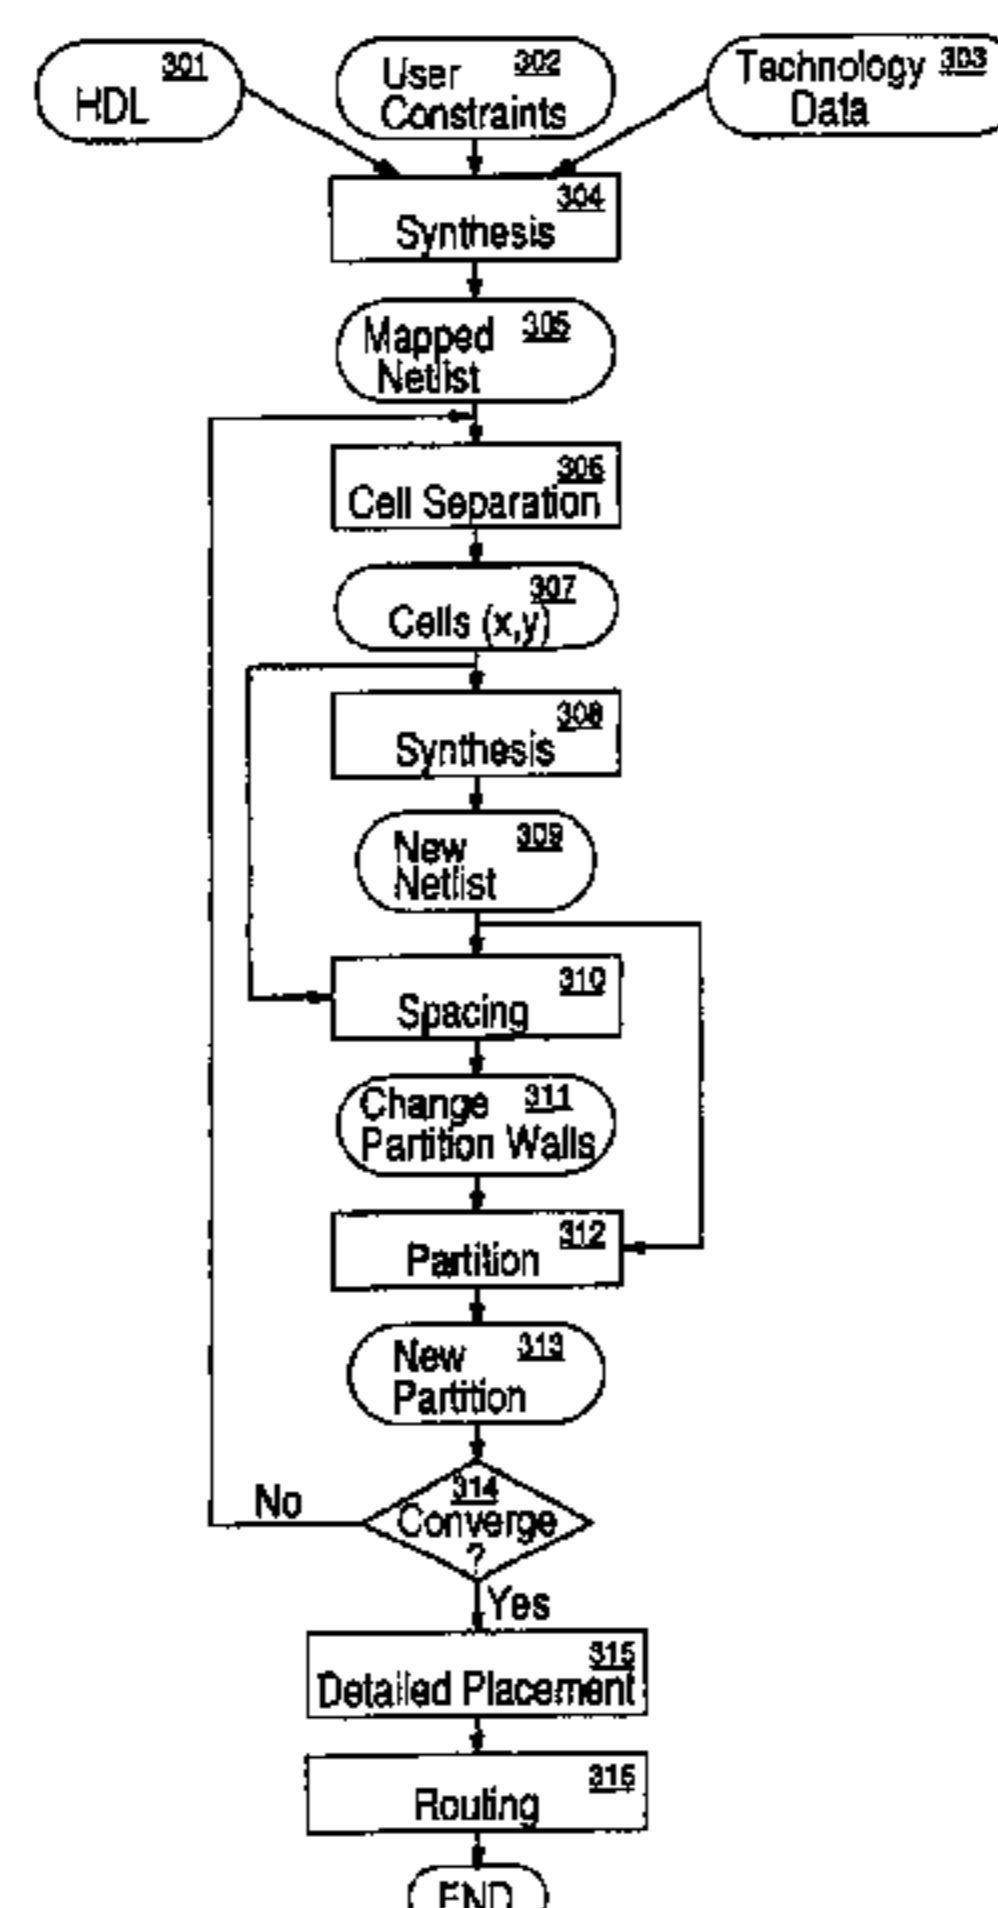 301
HDL
302
User
Constraints
303
Technology
Data
304
Synthesis
305
Mapped
Netlist
306
Cell Separation
307
Cells (x,y)
308
Synthesis
309
New
Netlist
310
Spacing
311
Change
Partition Walls
312
Partition
313
New
Partition
314
Converge
?
No
Yes
315
Detailed Placement
316
Routing
END